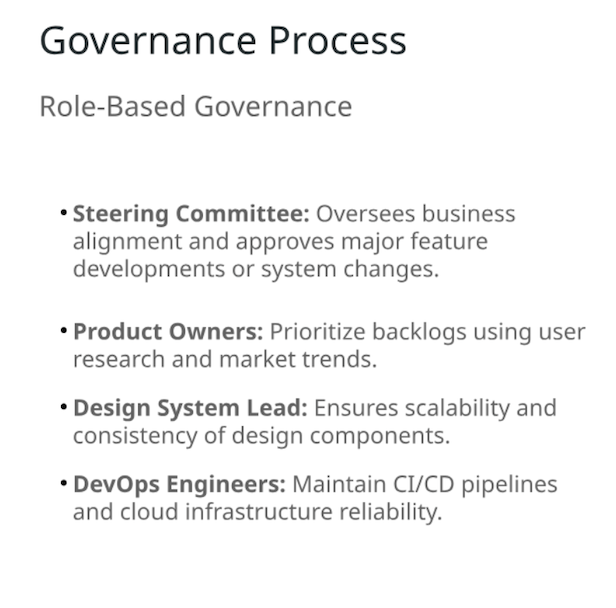 Governance Process
Role-Based Governance
• Steering Committee: Oversees business
alignment and approves major feature
developments or system changes.
• Product Owners: Prioritize backlogs using user
research and market trends.
• Design System Lead: Ensures scalability and
consistency of design components.
• DevOps Engineers: Maintain CI/CD pipelines
and cloud infrastructure reliability.